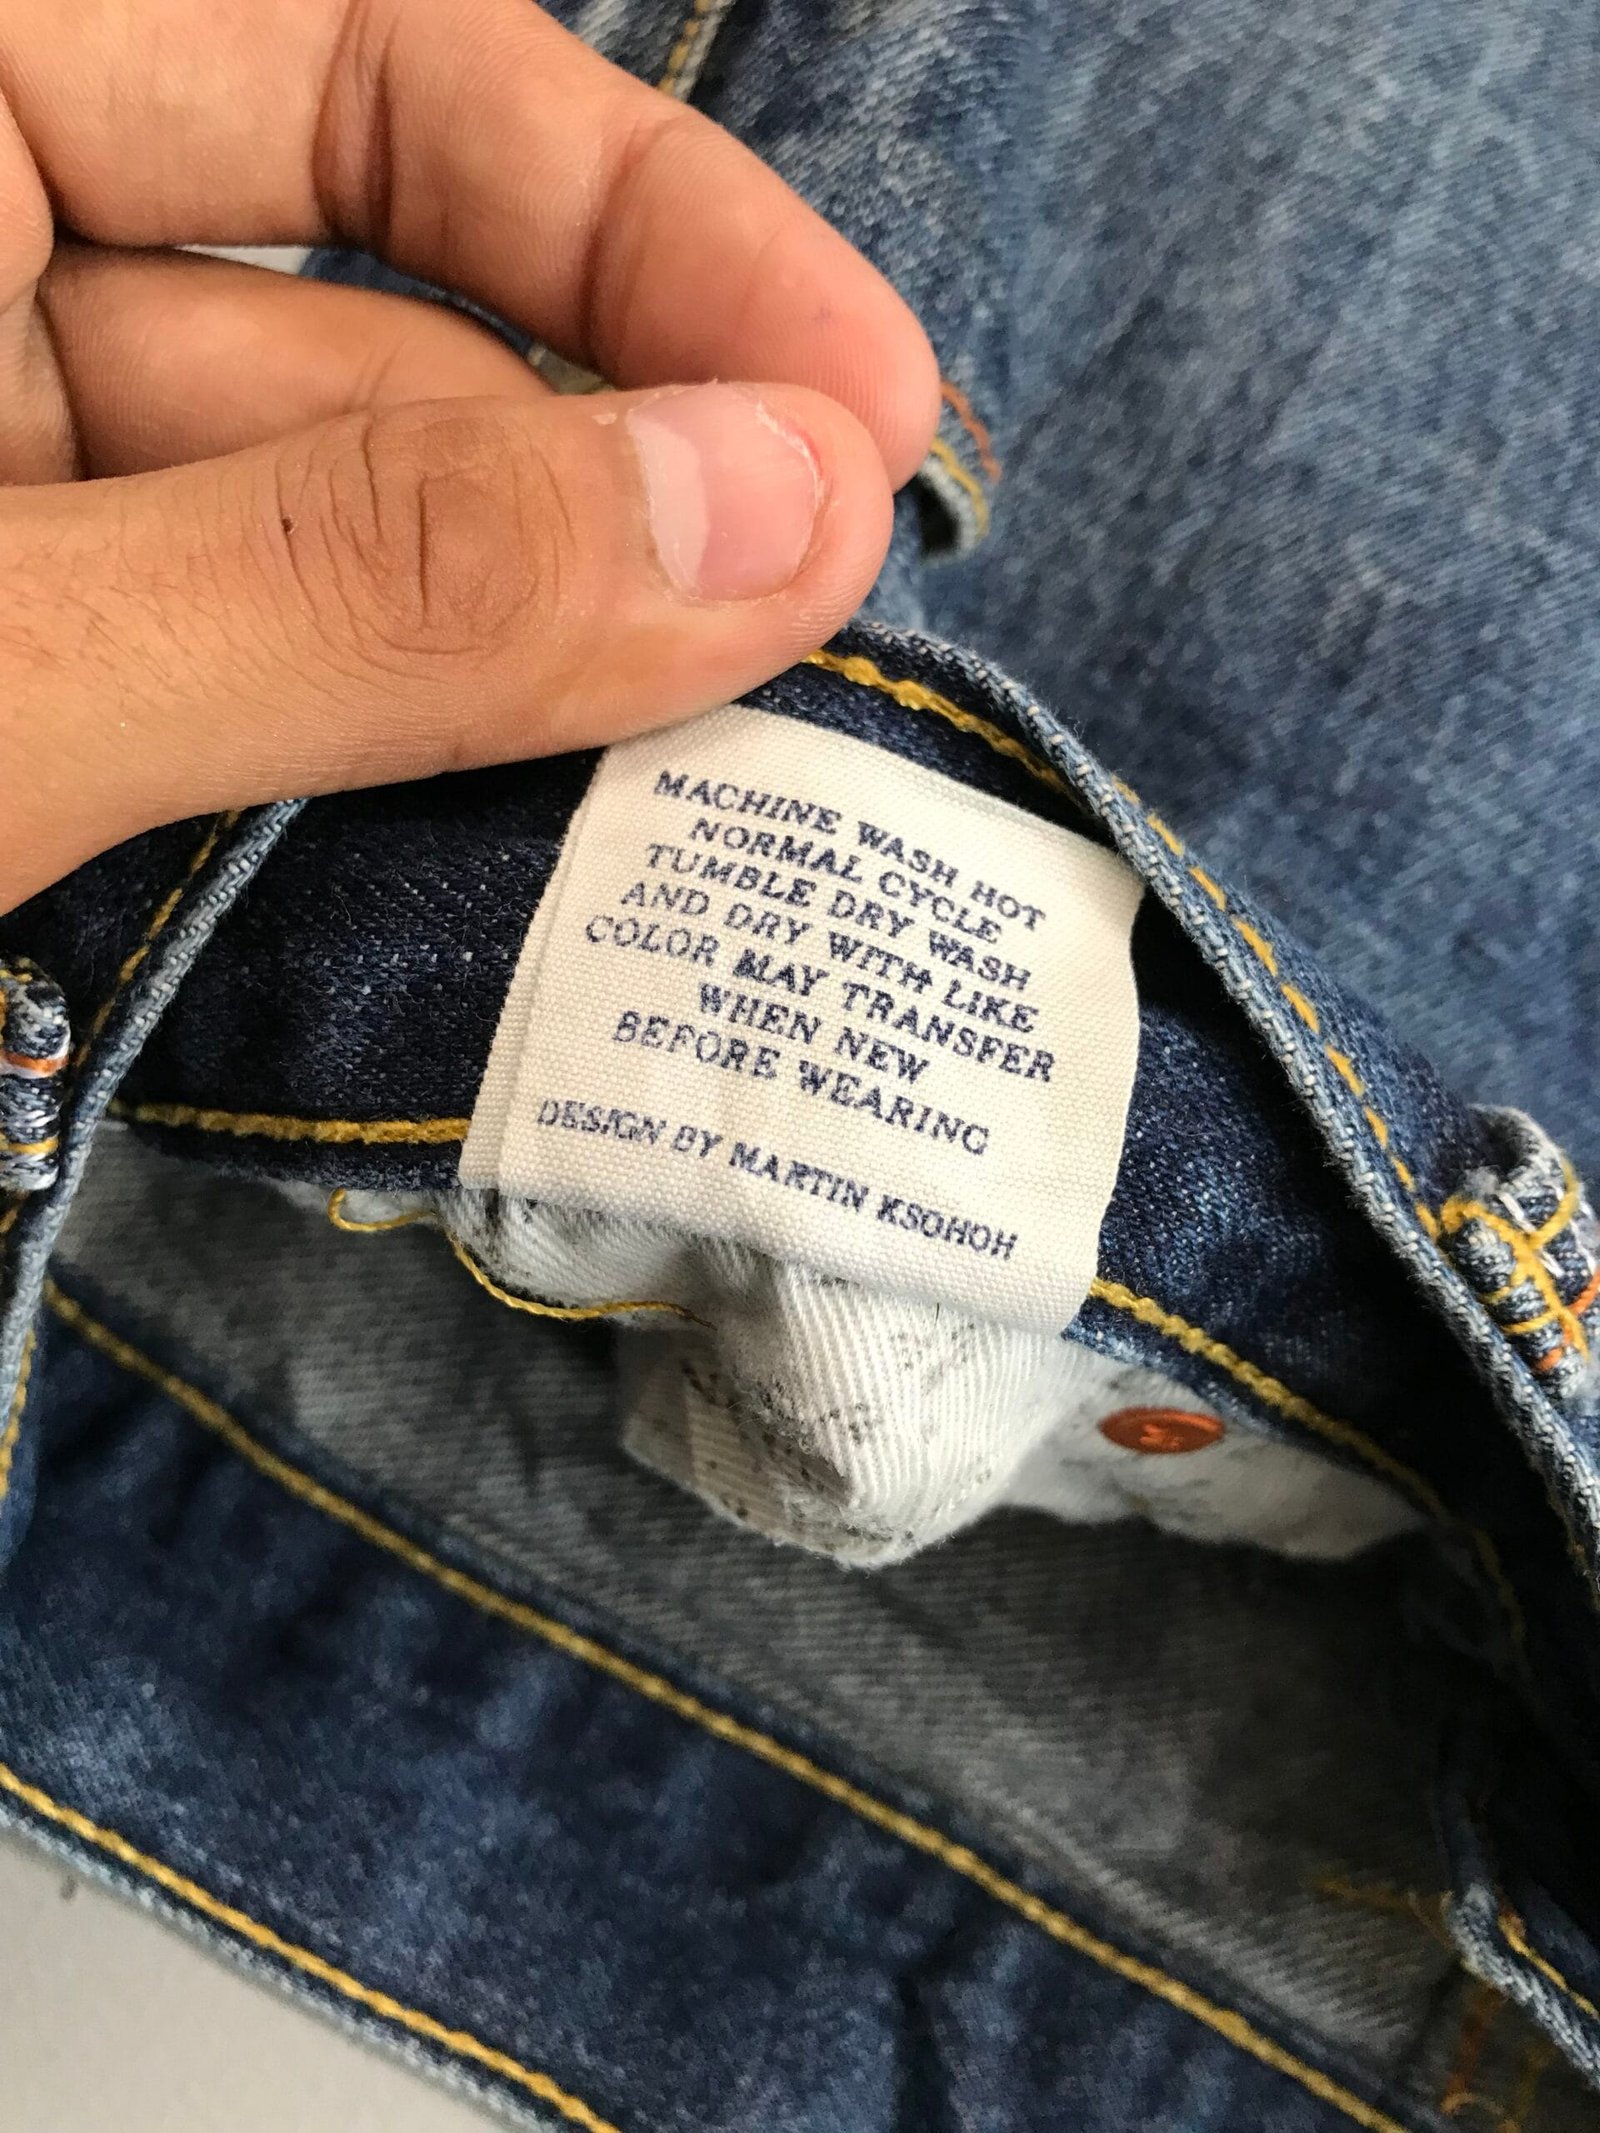 MACHINE WASH HOT
NORMAL CYCLE
TUMBLE DRY WASH
AND DRY WITH LIKE
COLOR MAY TRANSFER
WHEN NEW
BEFORE WEARING
DESIGN BY MARTIN KSOHOH